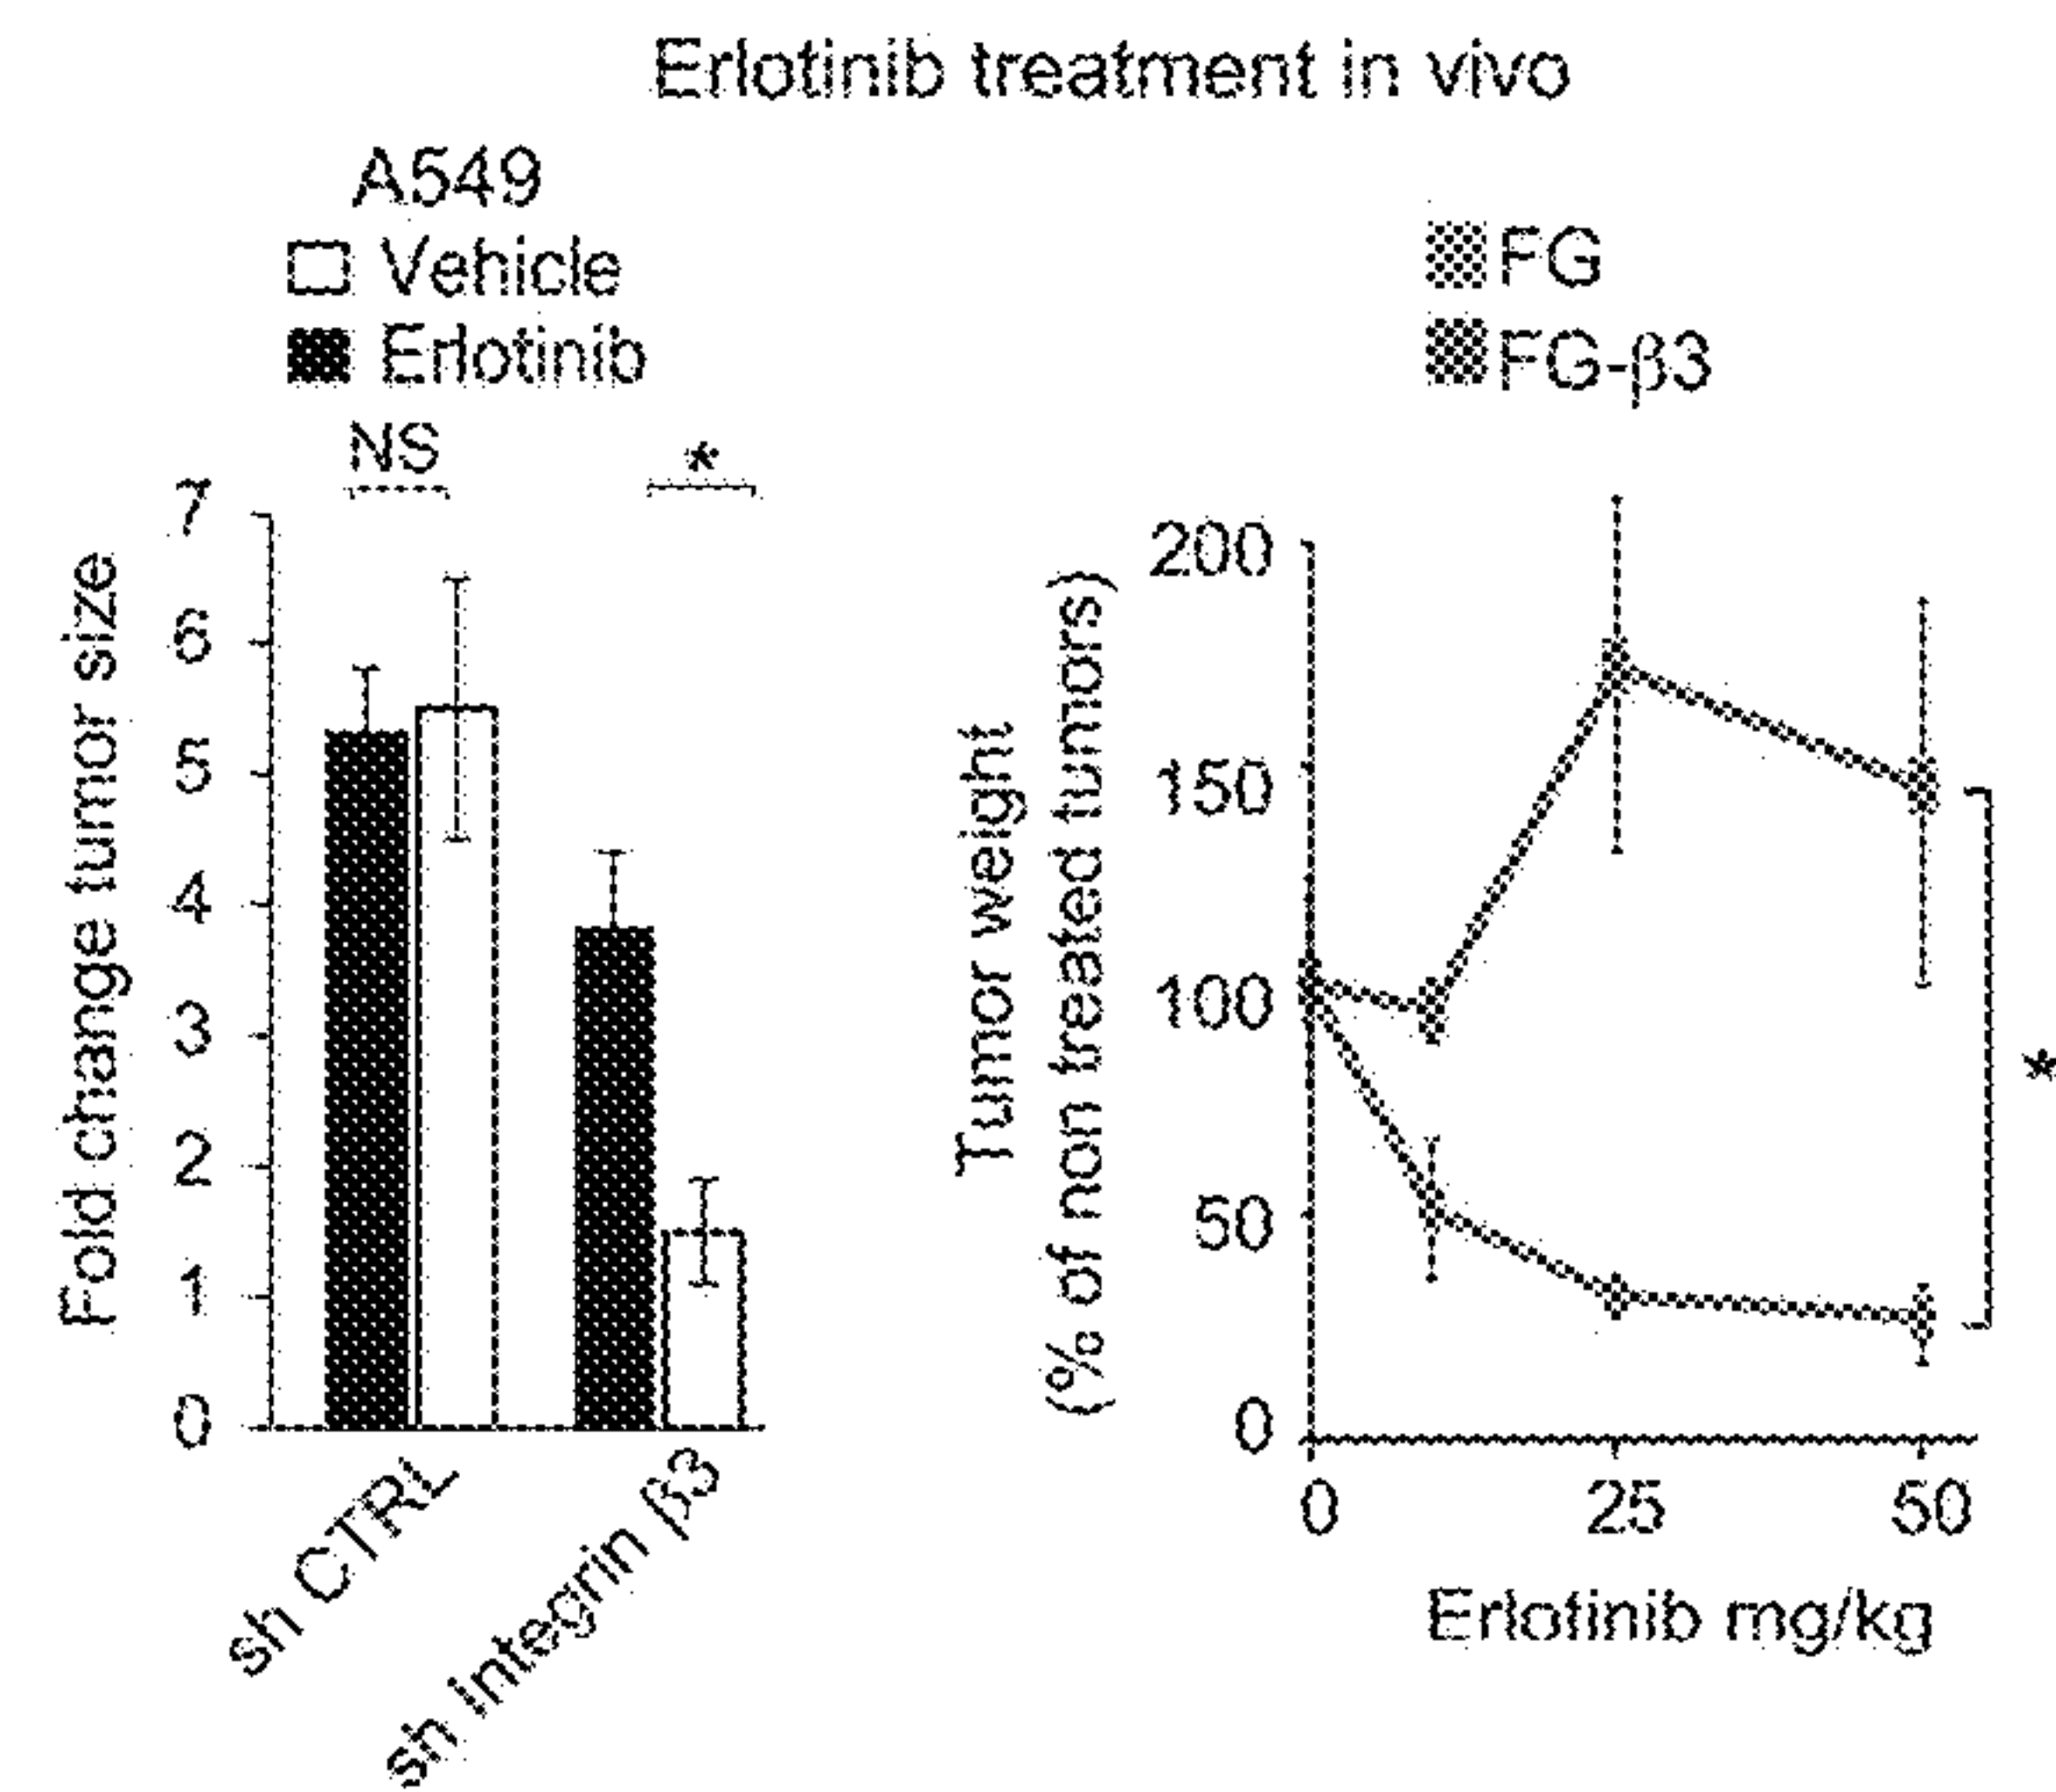 Erlotinib treatment in vivo
A549
Vehicle
Erlotinib
NS
*
7
6
5
4
3
2
1
0
Fold change tumor size
sh CTRL
sh integrin β3
FG
FG-β3
200
150
100
50
0
Tumor weight
(% of non treated tumors)
*
0 25 50
Erlotinib mg/kg